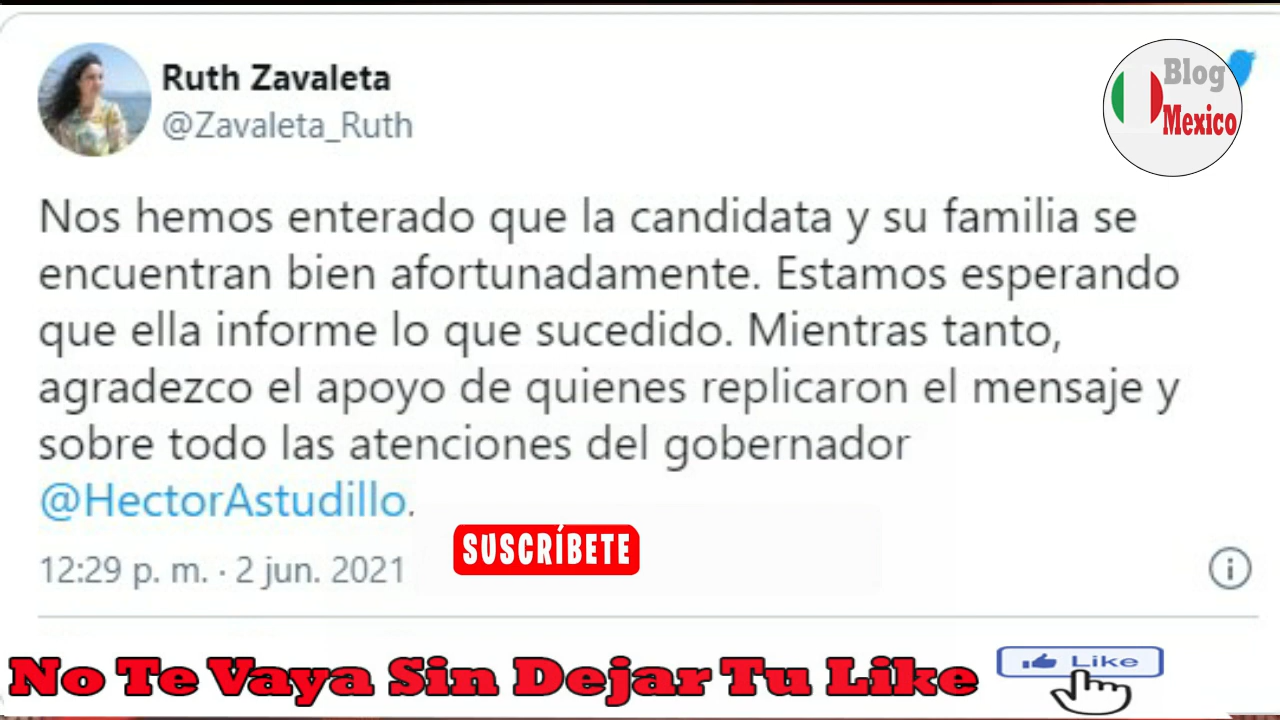 Ruth Zavaleta
@Zavaleta_Ruth
Blog
Mexico
Nos hemos enterado que la candidata y su familia se
encuentran bien afortunadamente. Estamos esperando
que ella informe lo que sucedido. Mientras tanto,
agradezco el apoyo de quienes replicaron el mensaje y
sobre todo las atenciones del gobernador
@HectorAstudillo.
SUSCRÍBETE
12:29 p. m. · 2 jun. 2021
No Te Vaya Sin Dejar Tu Like
Like